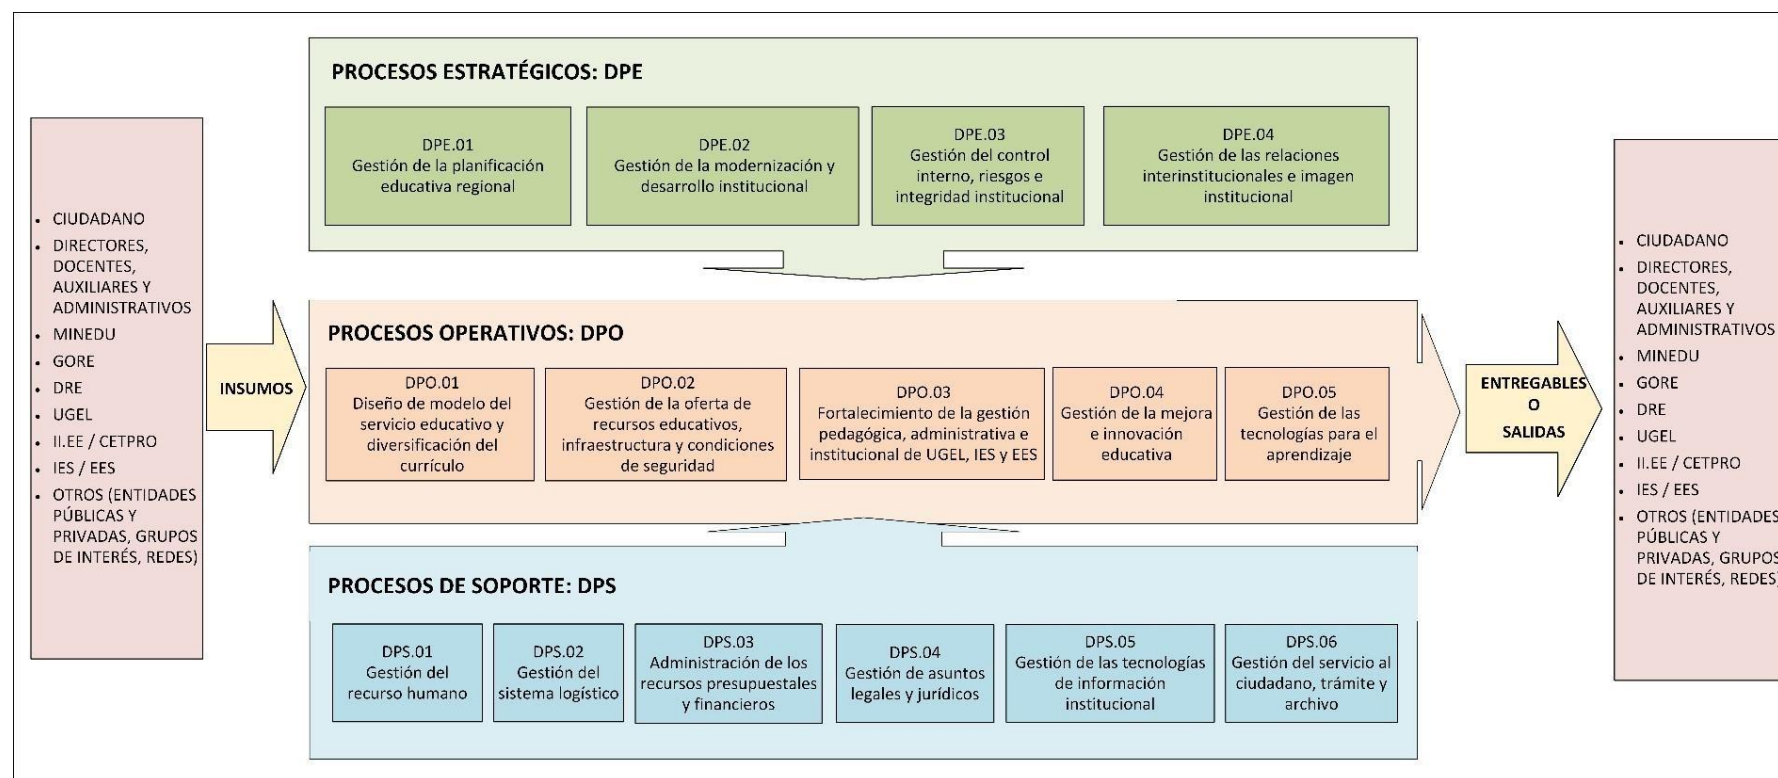 PROCESOS ESTRATÉGICOS: DPE
DPE.01
Gestión de la planificación
educativa regional
DPE.02
Gestión de la modernización y
desarrollo institucional
DPE.03
Gestión del control
interno, riesgos e
integridad institucional
DPE.04
Gestión de las relaciones
interinstitucionales e imagen
institucional
• CIUDADANO
• DIRECTORES,
DOCENTES,
AUXILIARES Y
ADMINISTRATIVOS
• MINEDU
• GORE
• DRE
• UGEL
• II.EE / CETPRO
• IES / EES
• OTROS (ENTIDADES
PÚBLICAS Y
PRIVADAS, GRUPOS
DE INTERÉS, REDES)
INSUMOS
PROCESOS OPERATIVOS: DPO
DPO.01
Diseño de modelo del
servicio educativo y
diversificación del
currículo
DPO.02
Gestión de la oferta de
recursos educativos,
infraestructura y condiciones
de seguridad
DPO.03
Fortalecimiento de la gestión
pedagógica, administrativa e
institucional de UGEL, IES y EES
DPO.04
Gestión de la mejora
e innovación
educativa
DPO.05
Gestión de las
tecnologías para el
aprendizaje
ENTREGABLES
O
SALIDAS
• CIUDADANO
• DIRECTORES,
DOCENTES,
AUXILIARES Y
ADMINISTRATIVOS
• MINEDU
• GORE
• DRE
• UGEL
• II.EE / CETPRO
• IES / EES
• OTROS (ENTIDADES
PÚBLICAS Y
PRIVADAS, GRUPOS
DE INTERÉS, REDES)
PROCESOS DE SOPORTE: DPS
DPS.01
Gestión del
recurso humano
DPS.02
Gestión del
sistema logístico
DPS.03
Administración de los
recursos presupuestales
y financieros
DPS.04
Gestión de asuntos
legales y jurídicos
DPS.05
Gestión de las tecnologías
de información
institucional
DPS.06
Gestión del servicio al
ciudadano, trámite y
archivo